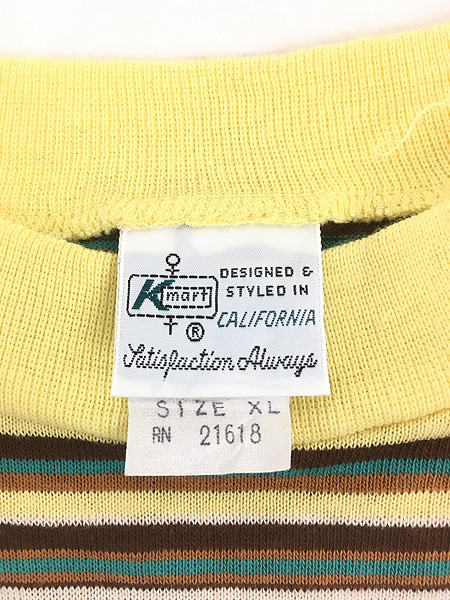 DESIGNED &
STYLED IN
Kmart
CALIFORNIA
®
Satisfaction Always
SIZE XL
RN 21618